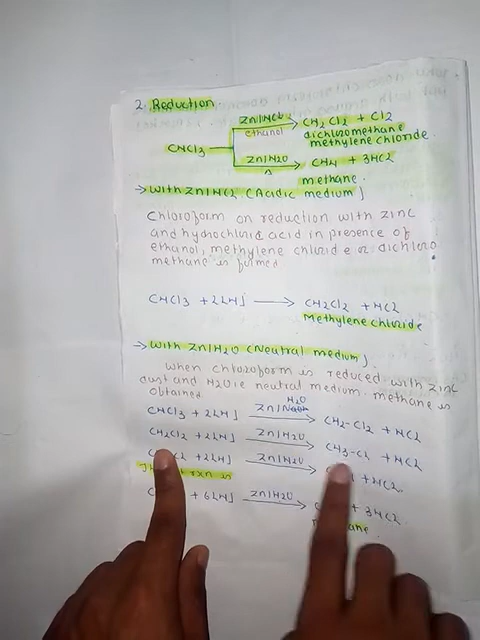 2. Reduction
Zn/HCl CH2Cl2 + Cl2
ethanol dichloromethane
methylene chloride.
CHCl3
Zn/H2O CH4 + 3HCl
Δ
methane.
→ With Zn/HCl (Acidic medium)
Chloroform on reduction with zinc
and hydrochloric acid in presence of
ethanol, methylene chloride or dichloro
methane is formed
CHCl3 + 2[H] → CH2Cl2 + HCl
Methylene chloride
→ With Zn/H2O (Neutral medium).
When chloroform is reduced with zinc
dust and H2O i.e neutral medium. methane is
obtained.
H2O
CHCl3 + 2[H] Zn/ → CH2-Cl2 + HCl
CH2Cl2 + 2[H] Zn/H2O → CH3-Cl + HCl
Cl + 2[H] Zn/H2O → + HCl.
rxn is
+ 6[H] Zn/H2O → + 3HCl